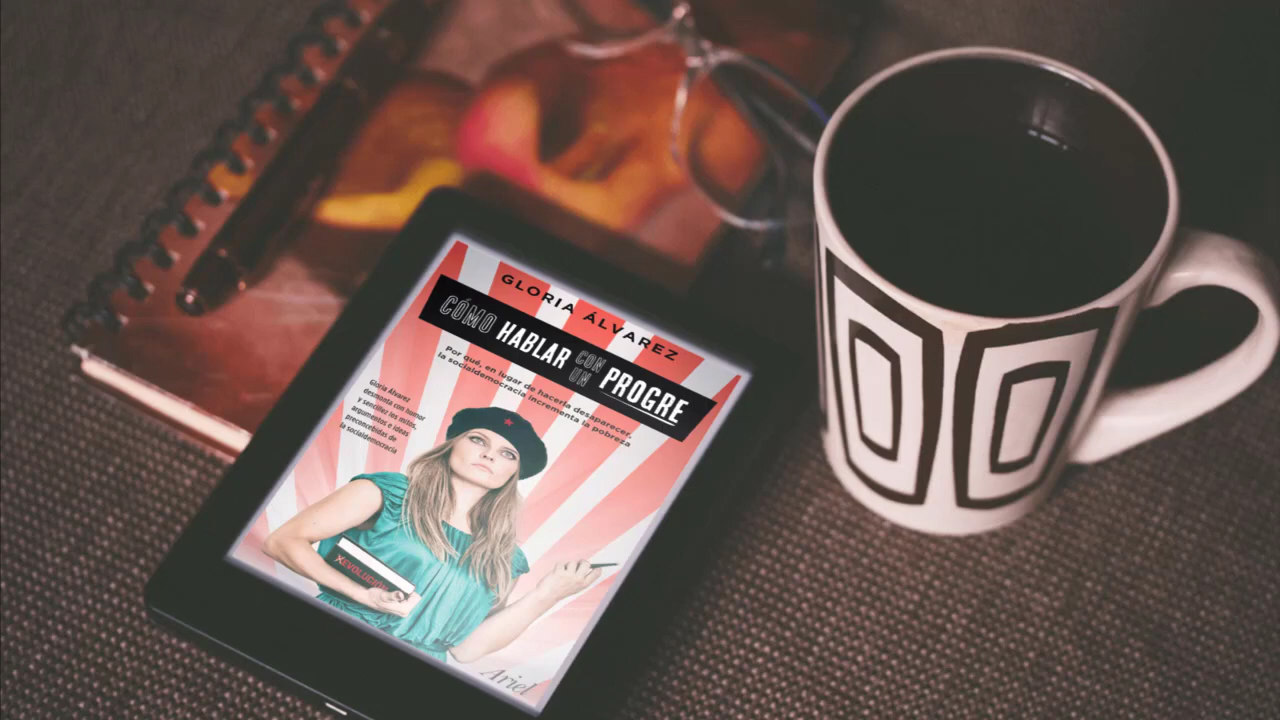 GLORIA ÁLVAREZ
CÓMO HABLAR CON UN PROGRE
Por qué, en lugar de hacerla desaparecer,
la socialdemocracia incrementa la pobreza
Gloria Álvarez
desmonta con humor
y sencillez los mitos,
argumentos e ideas
preconcebidas de
la socialdemocracia
XEVOLUCIÓN
Ariel